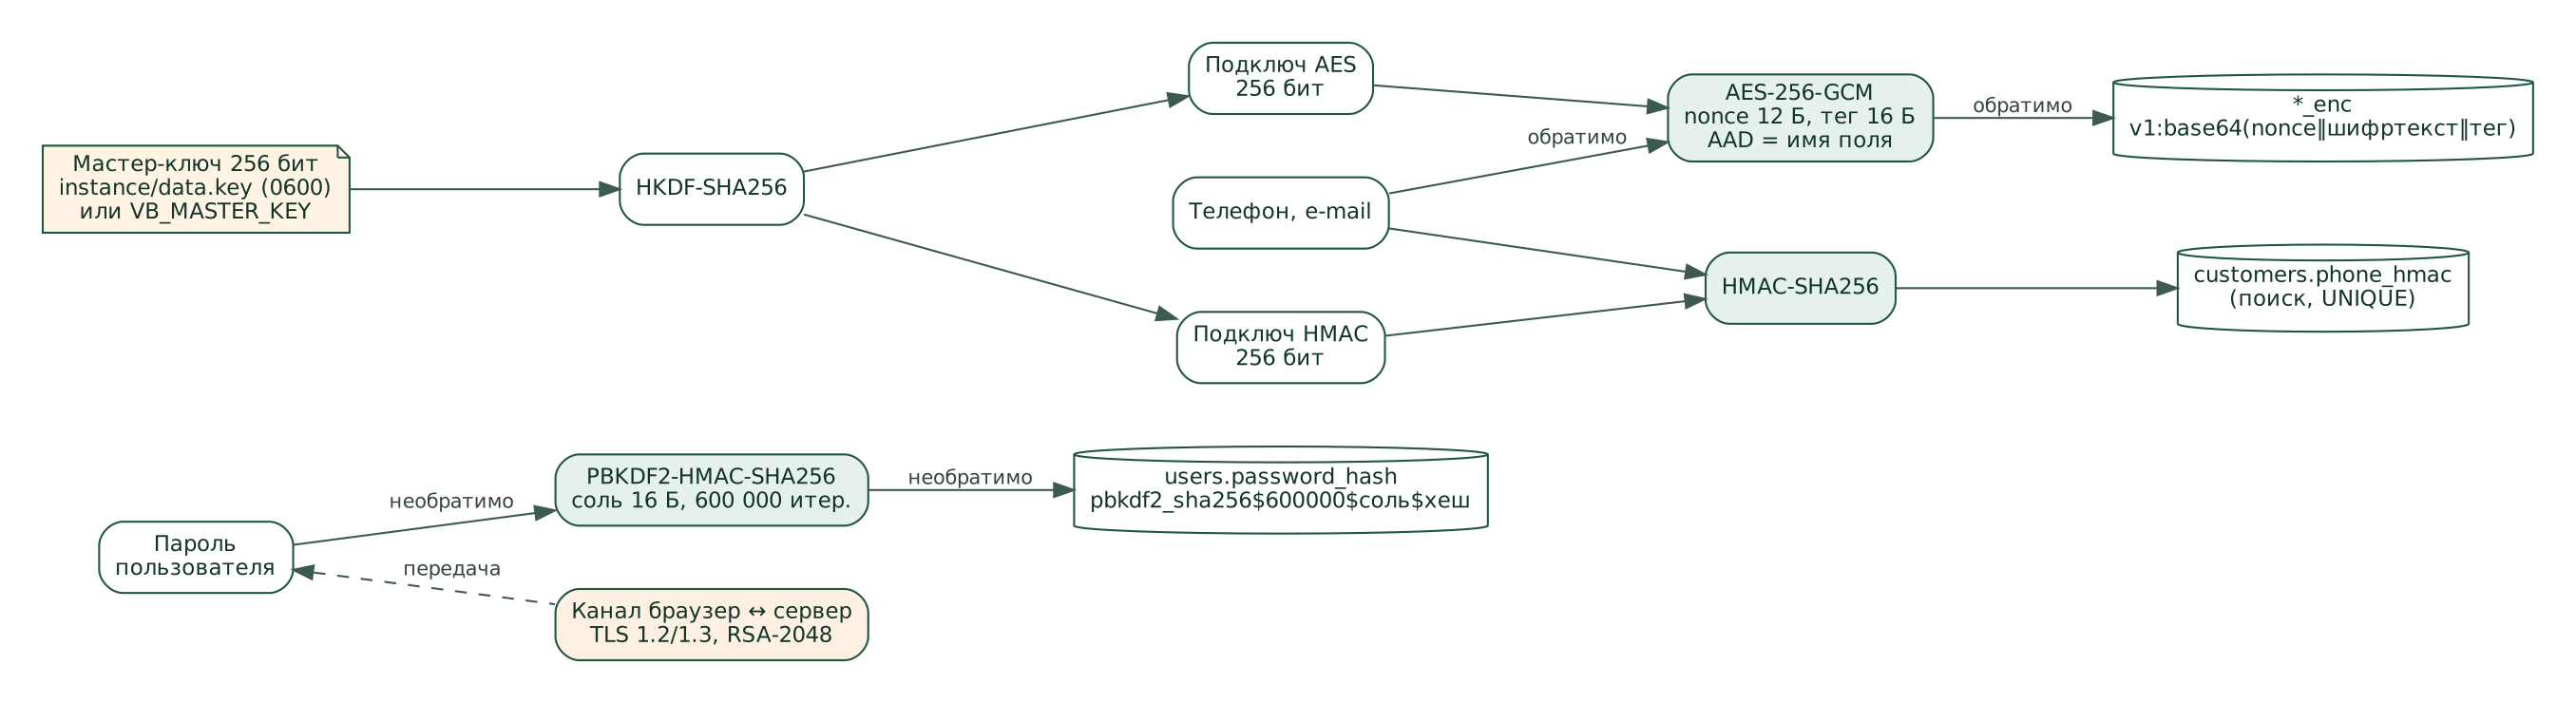 Мастер-ключ 256 бит
instance/data.key (0600)
или VB_MASTER_KEY
HKDF-SHA256
Подключ AES
256 бит
Телефон, e-mail
Подключ HMAC
256 бит
обратимо
AES-256-GCM
nonce 12 Б, тег 16 Б
AAD = имя поля
HMAC-SHA256
обратимо
*_enc
v1:base64(nonce‖шифртекст‖тег)
customers.phone_hmac
(поиск, UNIQUE)
Пароль
пользователя
необратимо
передача
PBKDF2-HMAC-SHA256
соль 16 Б, 600 000 итер.
необратимо
users.password_hash
pbkdf2_sha256$600000$соль$хеш
Канал браузер ↔ сервер
TLS 1.2/1.3, RSA-2048